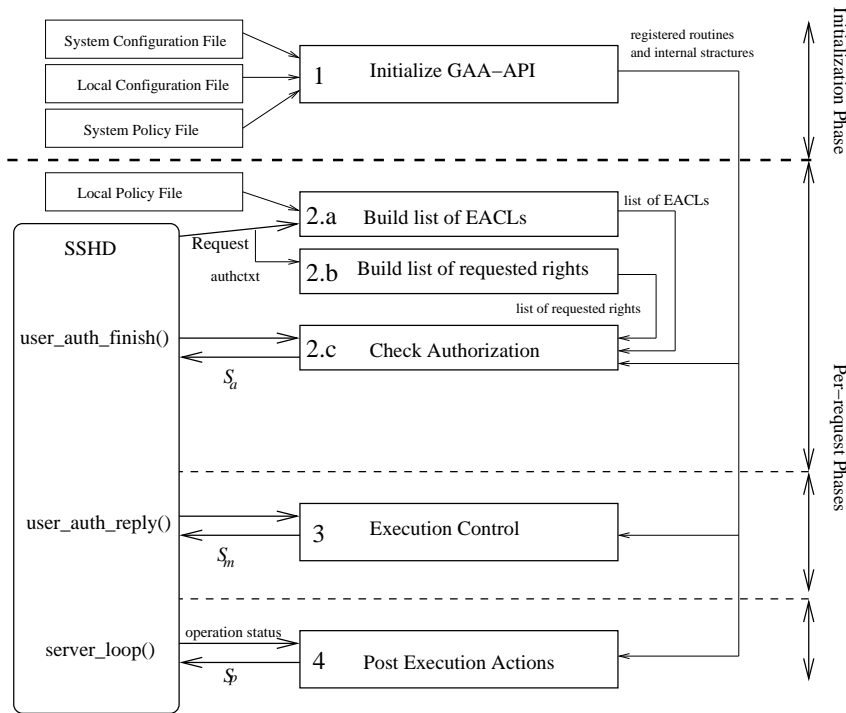 System Configuration File
Local Configuration File
System Policy File
1 Initialize GAA−API
registered routines
and internal stractures
Initialization Phase
Local Policy File
2.a Build list of EACLs
list of EACLs
SSHD
Request
authctxt
2.b Build list of requested rights
list of requested rights
user_auth_finish()
2.c Check Authorization
Sa
Per−request Phases
user_auth_reply()
3 Execution Control
Sm
server_loop()
operation status
4 Post Execution Actions
Sp